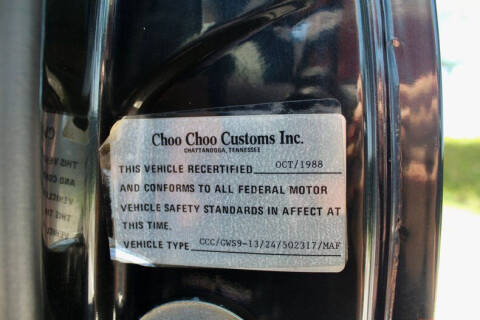 Choo Choo Customs Inc.
CHATTANOOGA, TENNESSEE
THIS VEHICLE RECERTIFIED OCT/1988
AND CONFORMS TO ALL FEDERAL MOTOR
VEHICLE SAFETY STANDARDS IN AFFECT AT
THIS TIME.
VEHICLE TYPE CCC/GWS9-13/24/502317/MAF